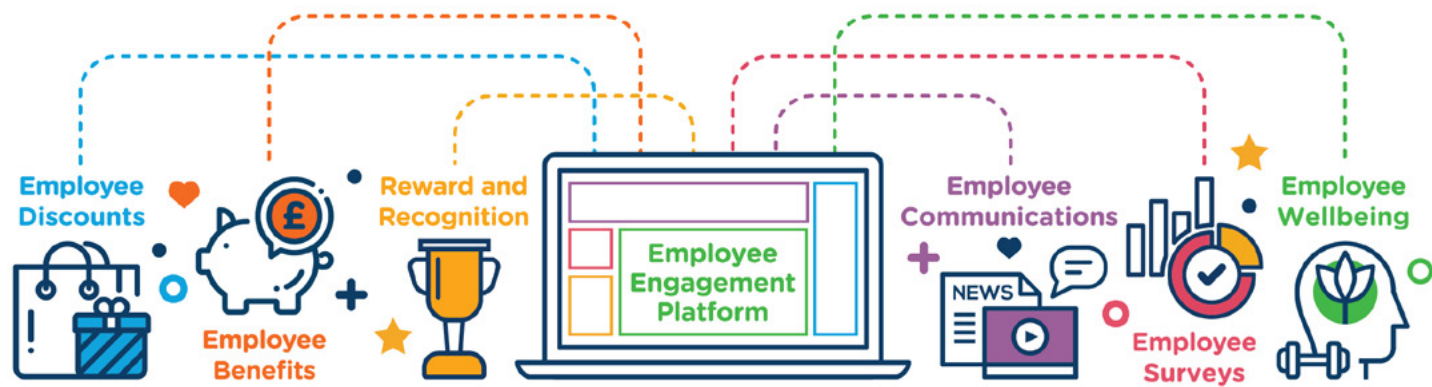 Employee
Discounts
£
Employee
Benefits
Reward and
Recognition
Employee
Engagement
Platform
Employee
Communications
NEWS
Employee
Surveys
Employee
Wellbeing